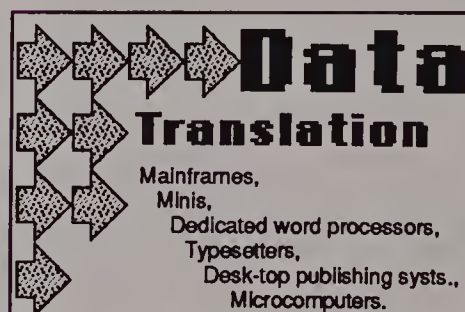 Data
Translation
Mainframes,
Minis,
Dedicated word processors,
Typesetters,
Desk-top publishing systs.,
Microcomputers.